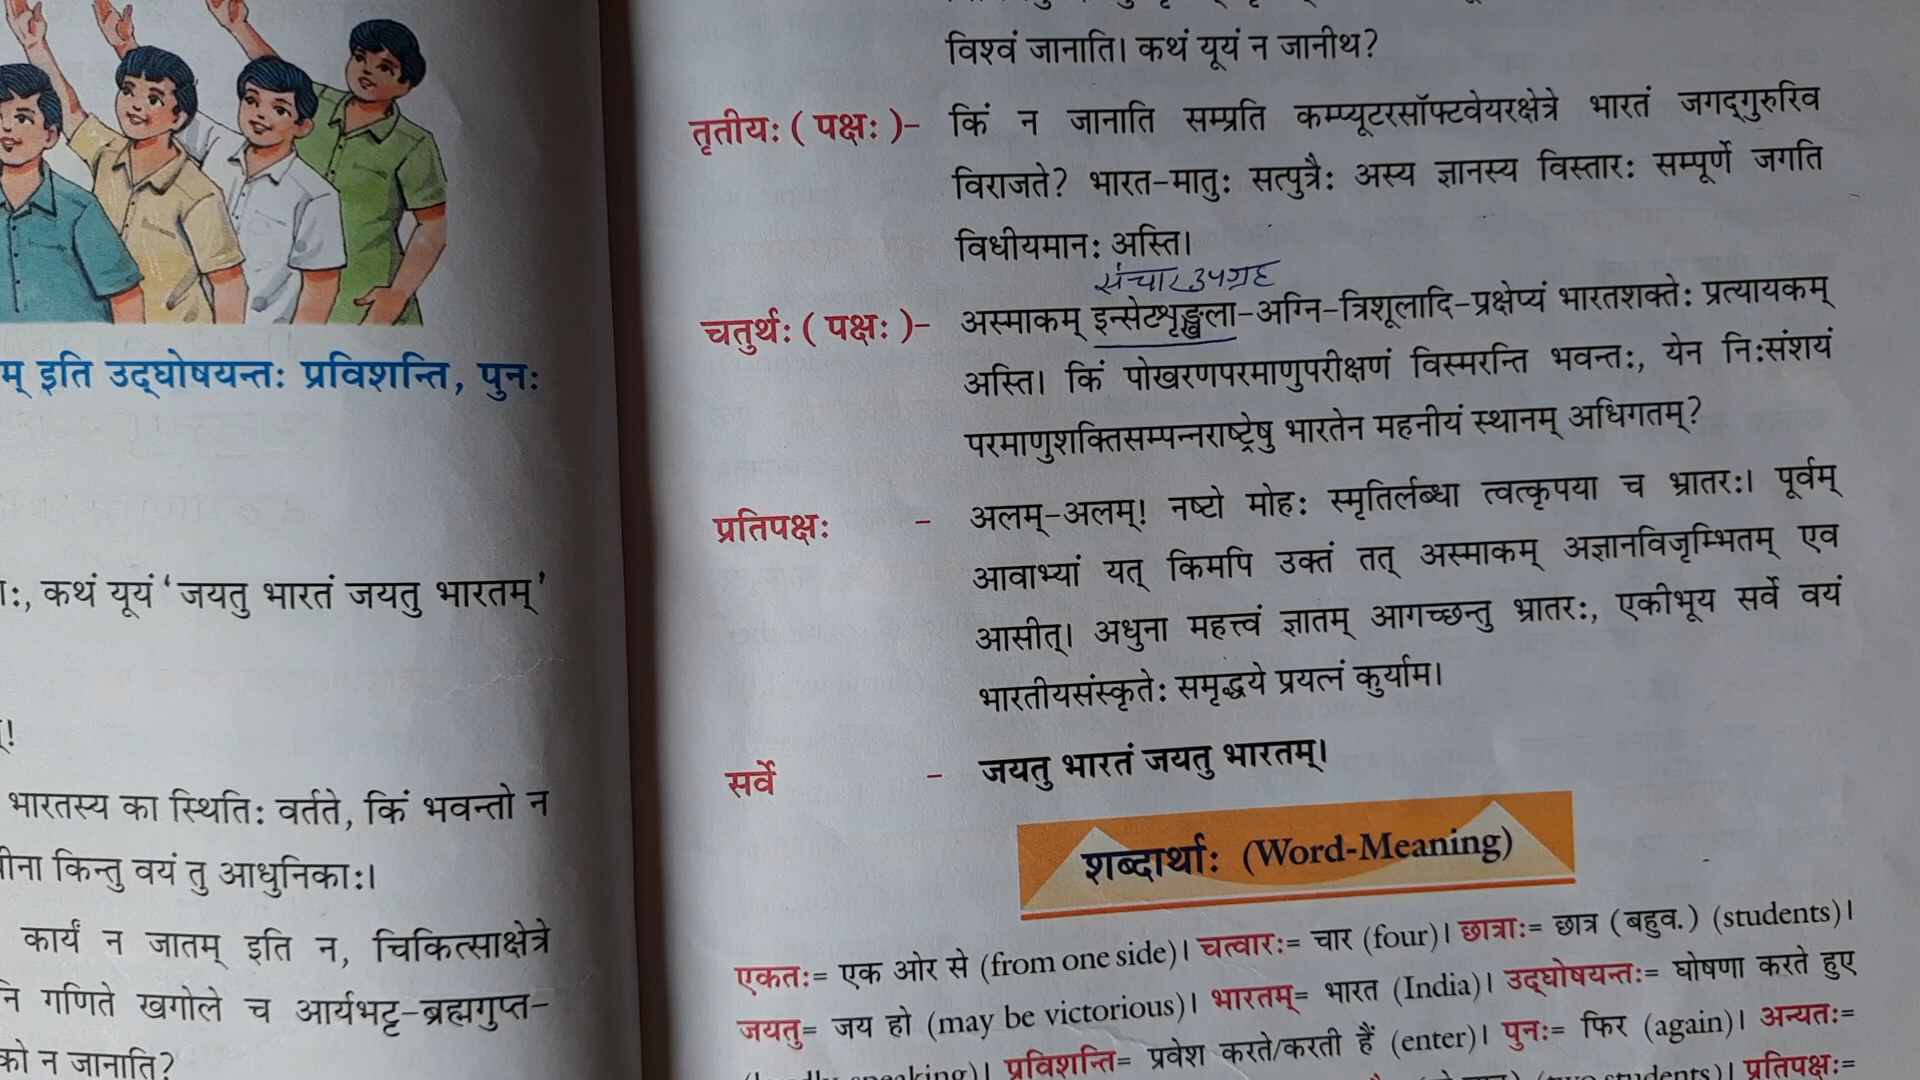 म् इति उद्घोषयन्तः प्रविशन्ति, पुनः
कथं यूयं ‘जयतु भारतं जयतु भारतम्’
भारतस्य का स्थितिः वर्तते, किं भवन्तो न
किन्तु वयं तु आधुनिकाः।
कार्यं न जातम् इति न, चिकित्साक्षेत्रे
गणिते खगोले च आर्यभट्ट-ब्रह्मगुप्त-
को न जानाति?
विश्वं जानाति। कथं यूयं न जानीथ?
तृतीयः ( पक्षः )- किं न जानाति सम्प्रति कम्प्यूटरसॉफ्टवेयरक्षेत्रे भारतं जगद्गुरुरिव
विराजते? भारत-मातुः सत्पुत्रैः अस्य ज्ञानस्य विस्तारः सम्पूर्णे जगति
विधीयमानः अस्ति।
संचार उपग्रह
चतुर्थः ( पक्षः )- अस्माकम् इन्सेटशृङ्खला-अग्नि-त्रिशूलादि-प्रक्षेप्यं भारतशक्तेः प्रत्यायकम्
अस्ति। किं पोखरणपरमाणुपरीक्षणं विस्मरन्ति भवन्तः, येन निःसंशयं
परमाणुशक्तिसम्पन्नराष्ट्रेषु भारतेन महनीयं स्थानम् अधिगतम्?
प्रतिपक्षः - अलम्-अलम्! नष्टो मोहः स्मृतिर्लब्धा त्वत्कृपया च भ्रातरः। पूर्वम्
आवाभ्यां यत् किमपि उक्तं तत् अस्माकम् अज्ञानविजृम्भितम् एव
आसीत्। अधुना महत्त्वं ज्ञातम् आगच्छन्तु भ्रातरः, एकीभूय सर्वे वयं
भारतीयसंस्कृतेः समृद्धये प्रयत्नं कुर्याम।
सर्वे - जयतु भारतं जयतु भारतम्।
शब्दार्थाः (Word-Meaning)
एकतः= एक ओर से (from one side)। चत्वारः= चार (four)। छात्राः= छात्र (बहुव.) (students)।
जयतु= जय हो (may be victorious)। भारतम्= भारत (India)। उद्घोषयन्तः= घोषणा करते हुए
speaking)। प्रविशन्ति= प्रवेश करते/करती हैं (enter)। पुनः= फिर (again)। अन्यतः=
students)। प्रतिपक्षः=